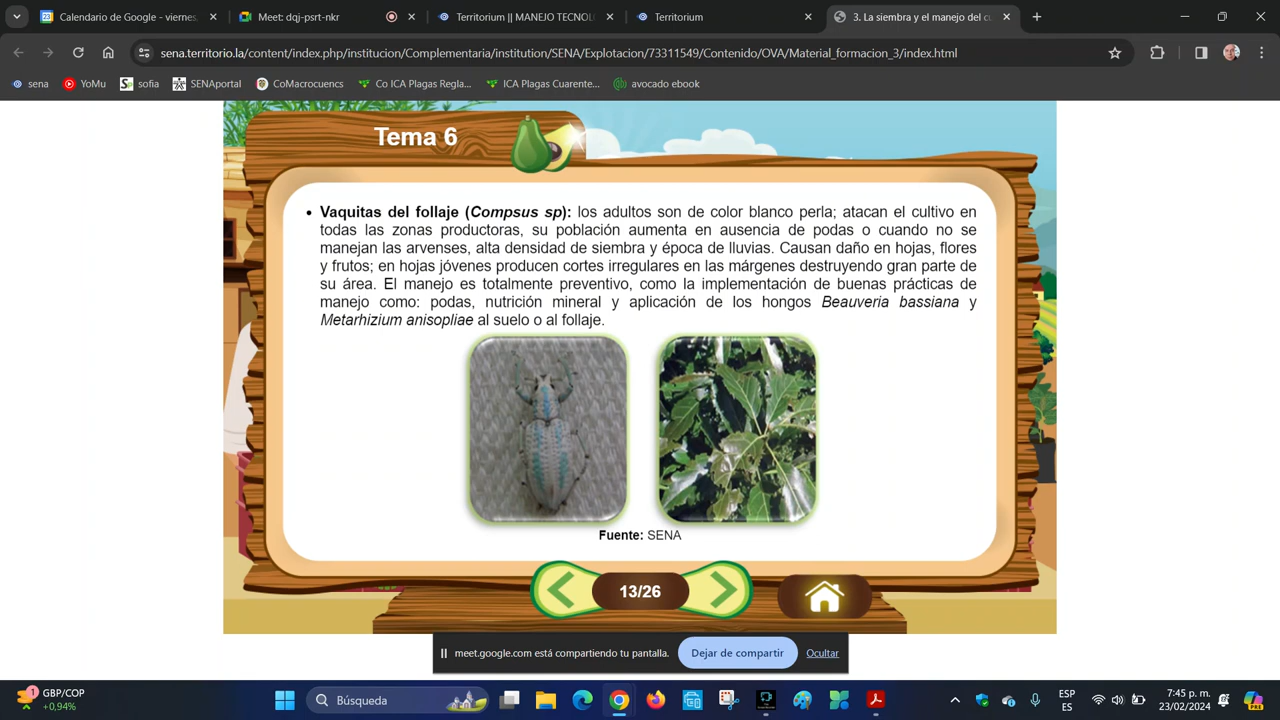 Calendario de Google - viernes,
Meet: dqj-psrt-nkr
Territorium || MANEJO TECNOL
Territorium
3. La siembra y el manejo del cu
sena.territorio.la/content/index.php/institucion/Complementaria/institution/SENA/Explotacion/73311549/Contenido/OVA/Material_formacion_3/index.html
sena
YoMu
sofia
SENAportal
CoMacrocuencs
Co ICA Plagas Regla...
ICA Plagas Cuarente...
avocado ebook
Tema 6
• Vaquitas del follaje (Compsus sp): los adultos son de color blanco perla; atacan el cultivo en
todas las zonas productoras, su población aumenta en ausencia de podas o cuando no se
manejan las arvenses, alta densidad de siembra y época de lluvias. Causan daño en hojas, flores
y frutos; en hojas jóvenes producen cortes irregulares en las márgenes destruyendo gran parte de
su área. El manejo es totalmente preventivo, como la implementación de buenas prácticas de
manejo como: podas, nutrición mineral y aplicación de los hongos Beauveria bassiana y
Metarhizium anisopliae al suelo o al follaje.
Fuente: SENA
13/26
meet.google.com está compartiendo tu pantalla.
Dejar de compartir
Ocultar
1
GBP/COP
+0,94%
Búsqueda
ESP
ES
7:45 p. m.
23/02/2024